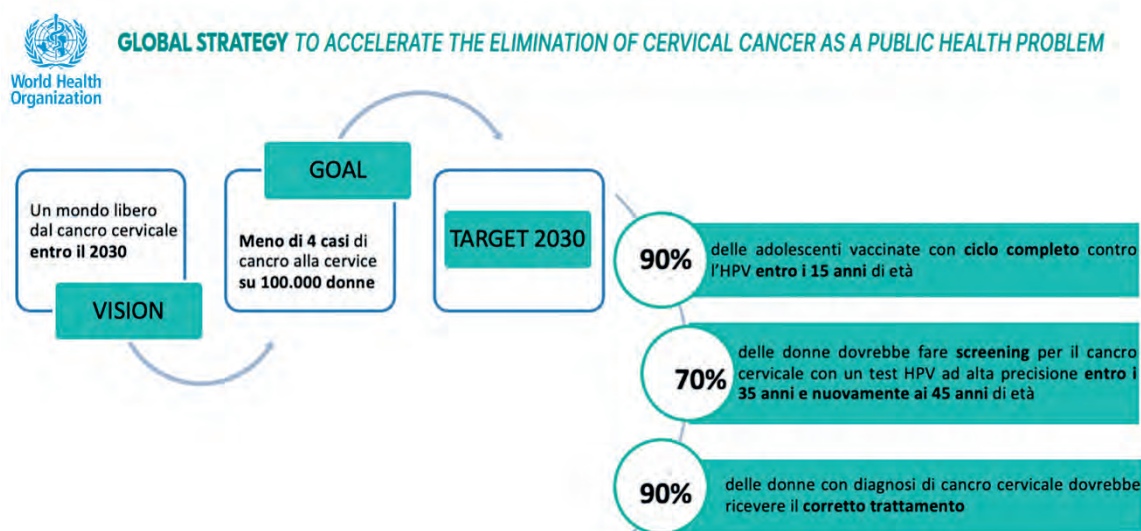 GLOBAL STRATEGY TO ACCELERATE THE ELIMINATION OF CERVICAL CANCER AS A PUBLIC HEALTH PROBLEM
World Health
Organization
Un mondo libero
dal cancro cervicale
entro il 2030
VISION
GOAL
Meno di 4 casi di
cancro alla cervice
su 100.000 donne
TARGET 2030
90%
delle adolescenti vaccinate con ciclo completo contro
l'HPV entro i 15 anni di età
70%
delle donne dovrebbe fare screening per il cancro
cervicale con un test HPV ad alta precisione entro i
35 anni e nuovamente ai 45 anni di età
90%
delle donne con diagnosi di cancro cervicale dovrebbe
ricevere il corretto trattamento